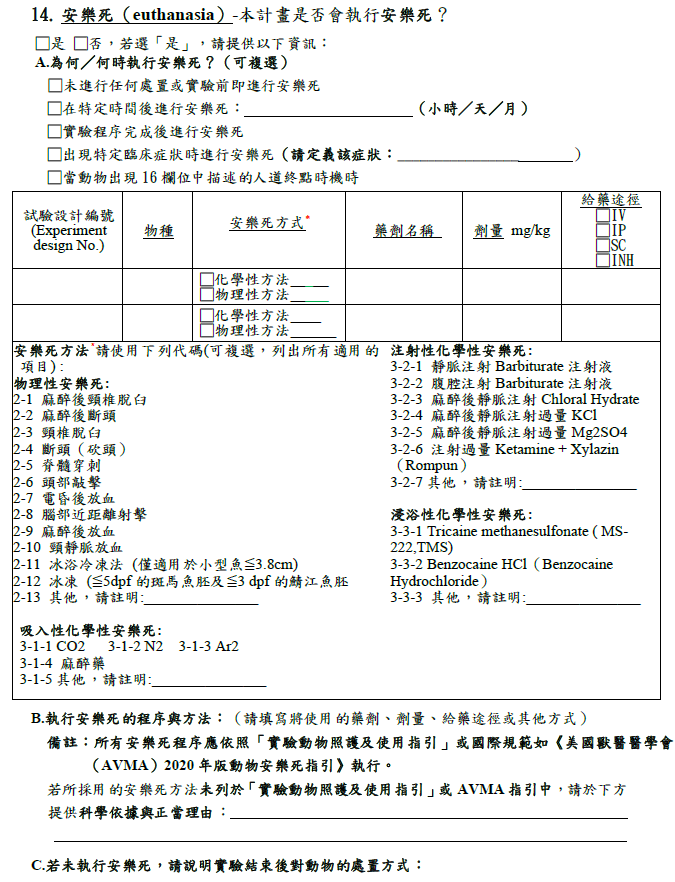 14. 安樂死（euthanasia）-本計畫是否會執行安樂死？
□是 □否，若選「是」，請提供以下資訊：
A.為何／何時執行安樂死？（可複選）
□未進行任何處置或實驗前即進行安樂死
□在特定時間後進行安樂死：____________________（小時／天／月）
□實驗程序完成後進行安樂死
□出現特定臨床症狀時進行安樂死（請定義該症狀：____________________）
□當動物出現 16 欄位中描述的人道終點時機時
試驗設計編號
(Experiment
design No.)
物種
安樂死方式*
藥劑名稱
劑量 mg/kg
給藥途徑
□IV
□IP
□SC
□INH
□化學性方法_____
□物理性方法_____
□化學性方法____
□物理性方法______
安樂死方法*請使用下列代碼(可複選，列出所有適用的
項目)：
物理性安樂死:
2-1 麻醉後頸椎脫臼
2-2 麻醉後斷頭
2-3 頸椎脫臼
2-4 斷頭（砍頭）
2-5 脊髓穿刺
2-6 頭部敲擊
2-7 電昏後放血
2-8 腦部近距離射擊
2-9 麻醉後放血
2-10 頸靜脈放血
2-11 冰浴冷凍法 (僅適用於小型魚≦3.8cm)
2-12 冰凍 (≦5dpf 的斑馬魚胚及≦3 dpf 的鯖江魚胚
2-13 其他，請註明:________________
吸入性化學性安樂死:
3-1-1 CO2 3-1-2 N2 3-1-3 Ar2
3-1-4 麻醉藥
3-1-5 其他，請註明:________________
注射性化學性安樂死:
3-2-1 靜脈注射 Barbiturate 注射液
3-2-2 腹腔注射 Barbiturate 注射液
3-2-3 麻醉後靜脈注射 Chloral Hydrate
3-2-4 麻醉後靜脈注射過量 KCl
3-2-5 麻醉後靜脈注射過量 Mg2SO4
3-2-6 注射過量 Ketamine + Xylazin
（Rompun）
3-2-7 其他，請註明:________________
浸浴性化學性安樂死:
3-3-1 Tricaine methanesulfonate（MS-
222,TMS)
3-3-2 Benzocaine HCl（Benzocaine
Hydrochloride）
3-3-3 其他，請註明:________________
B.執行安樂死的程序與方法：（請填寫將使用的藥劑、劑量、給藥途徑或其他方式）
備註：所有安樂死程序應依照「實驗動物照護及使用指引」或國際規範如《美國獸醫醫學會
（AVMA）2020 年版動物安樂死指引》執行。
若所採用的安樂死方法未列於「實驗動物照護及使用指引」或 AVMA 指引中，請於下方
提供科學依據與正當理由：____________________
____________________
C.若未執行安樂死，請說明實驗結束後對動物的處置方式：